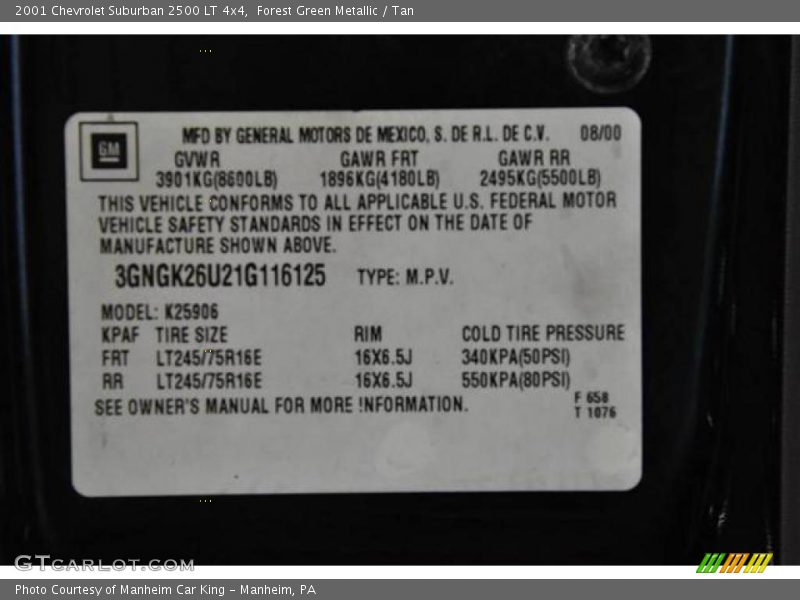 2001 Chevrolet Suburban 2500 LT 4x4, Forest Green Metallic / Tan
GM
MFD BY GENERAL MOTORS DE MEXICO, S. DE R.L. DE C.V. 08/00
GVWR GAWR FRT GAWR RR
3901KG(8600LB) 1896KG(4180LB) 2495KG(5500LB)
THIS VEHICLE CONFORMS TO ALL APPLICABLE U.S. FEDERAL MOTOR
VEHICLE SAFETY STANDARDS IN EFFECT ON THE DATE OF
MANUFACTURE SHOWN ABOVE.
3GNGK26U21G116125 TYPE: M.P.V.
MODEL: K25906
KPAF TIRE SIZE RIM COLD TIRE PRESSURE
FRT LT245/75R16E 16X6.5J 340KPA(50PSI)
RR LT245/75R16E 16X6.5J 550KPA(80PSI)
SEE OWNER'S MANUAL FOR MORE INFORMATION.
F 658
T 1076
GTCARLOT.COM
Photo Courtesy of Manheim Car King - Manheim, PA